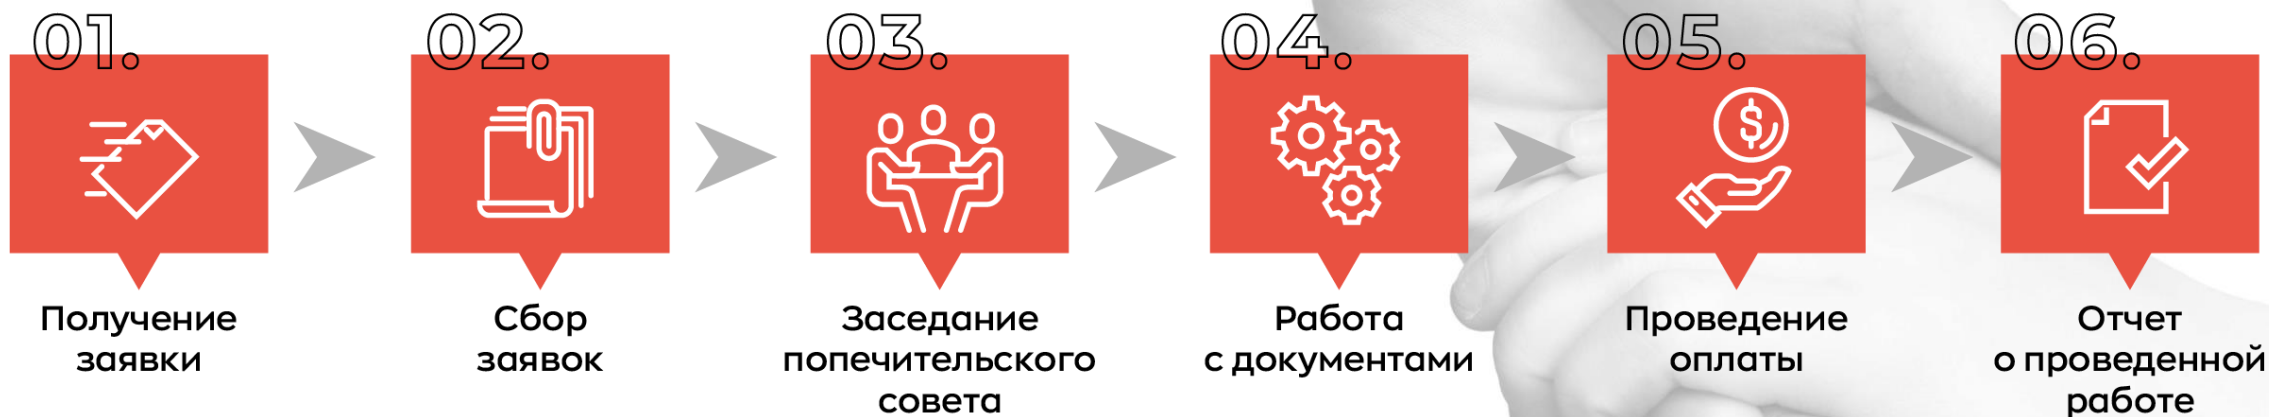 01.
Получение
заявки
02.
Сбор
заявок
03.
Заседание
попечительского
совета
04.
Работа
с документами
05.
$
Проведение
оплаты
06.
Отчет
о проведенной
работе